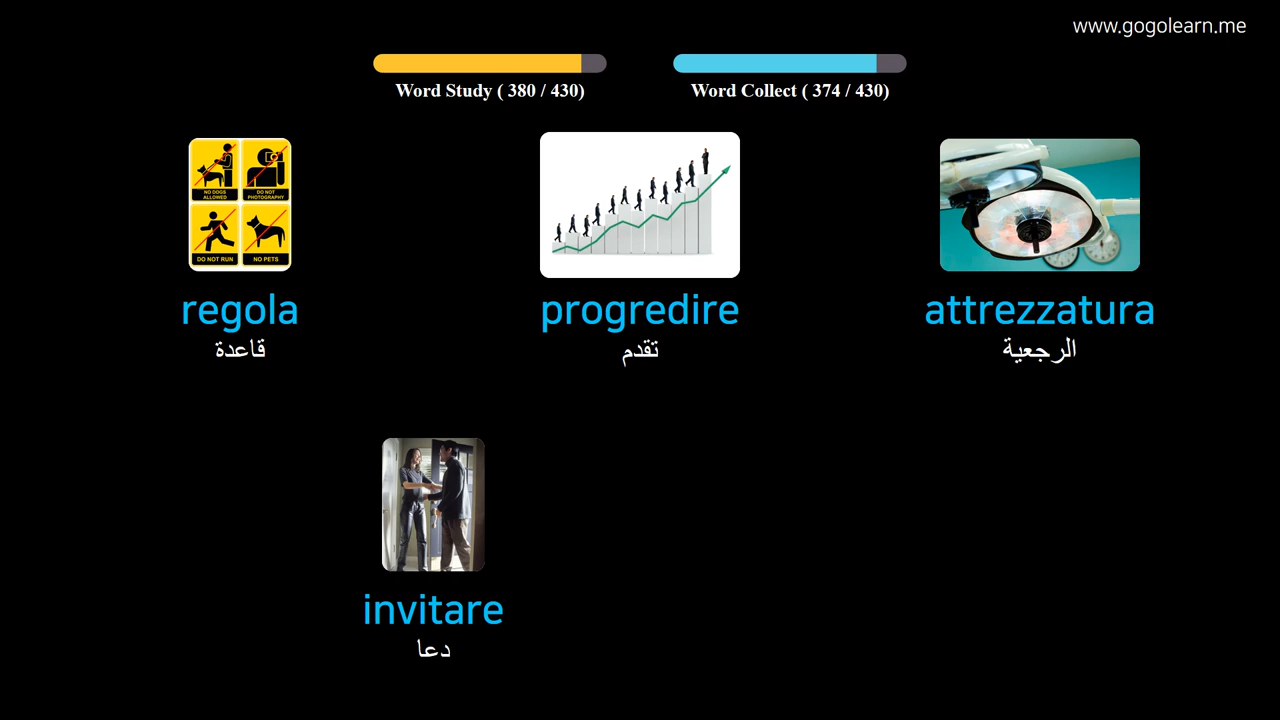 www.gogolearn.me
Word Study ( 380 / 430)
Word Collect ( 374 / 430)
NO DOGS
ALLOWED
DO NOT
PHOTOGRAPHY
DO NOT RUN
NO PETS
regola
قاعدة
progredire
تقدم
attrezzatura
الرجعية
invitare
دعا